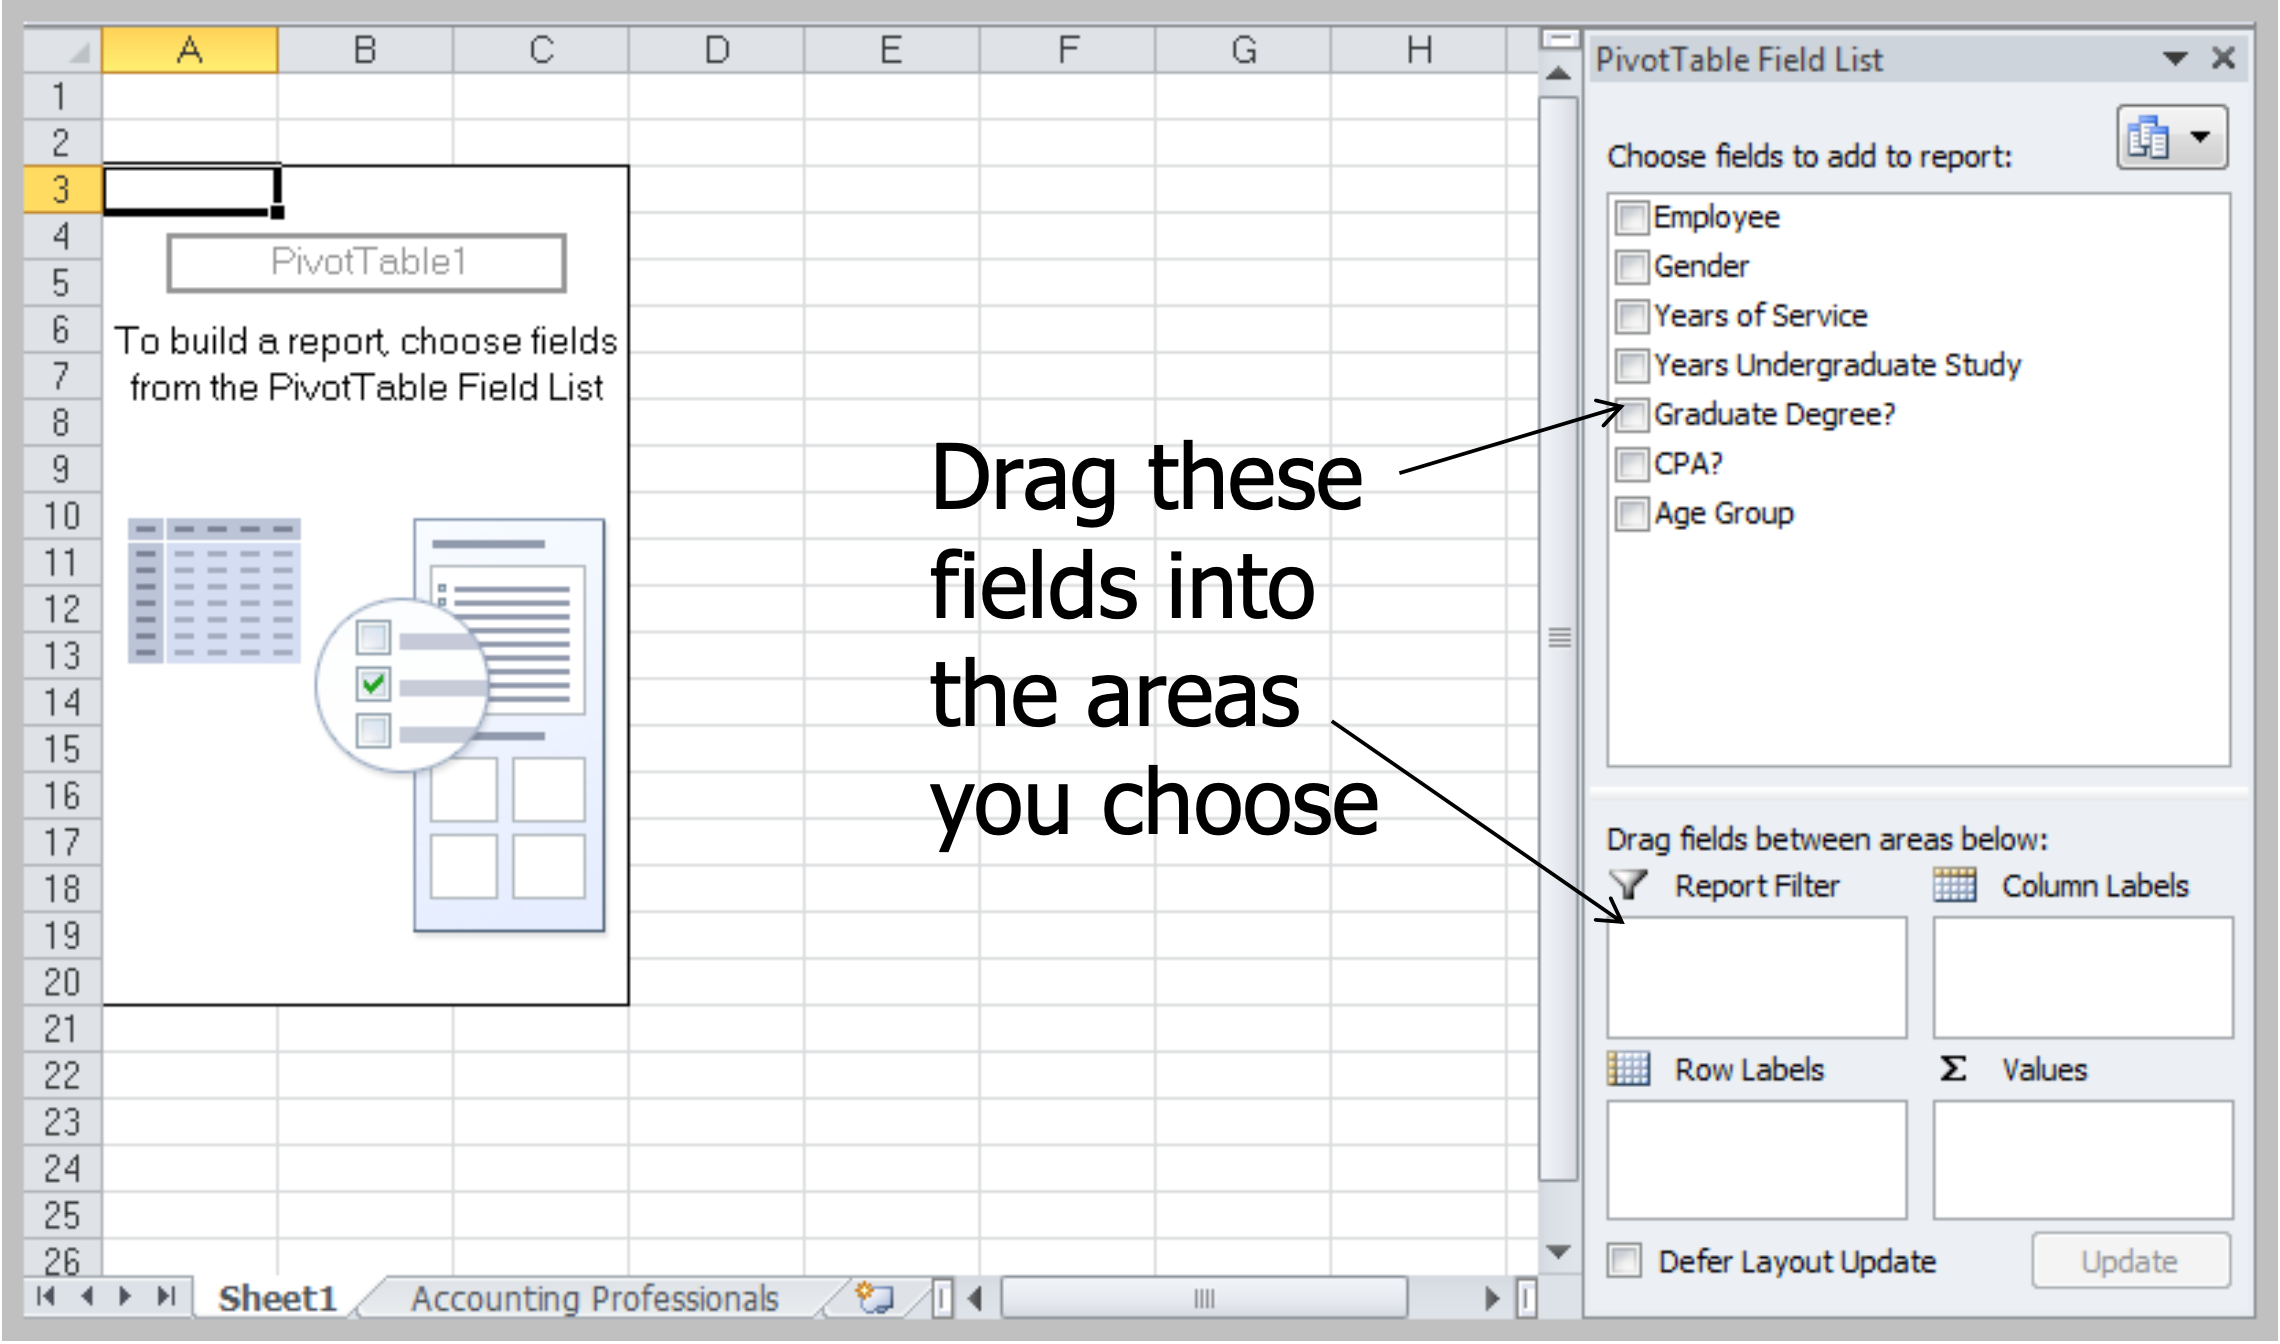 A B C D E F G H
1
2
3
4
5
6
7
8
9
10
11
12
13
14
15
16
17
18
19
20
21
22
23
24
25
26
PivotTable1
To build a report, choose fields
from the PivotTable Field List
Drag these
fields into
the areas
you choose
PivotTable Field List
Choose fields to add to report:
Employee
Gender
Years of Service
Years Undergraduate Study
Graduate Degree?
CPA?
Age Group
Drag fields between areas below:
Report Filter Column Labels
Row Labels Σ Values
Defer Layout Update Update
Sheet1 Accounting Professionals